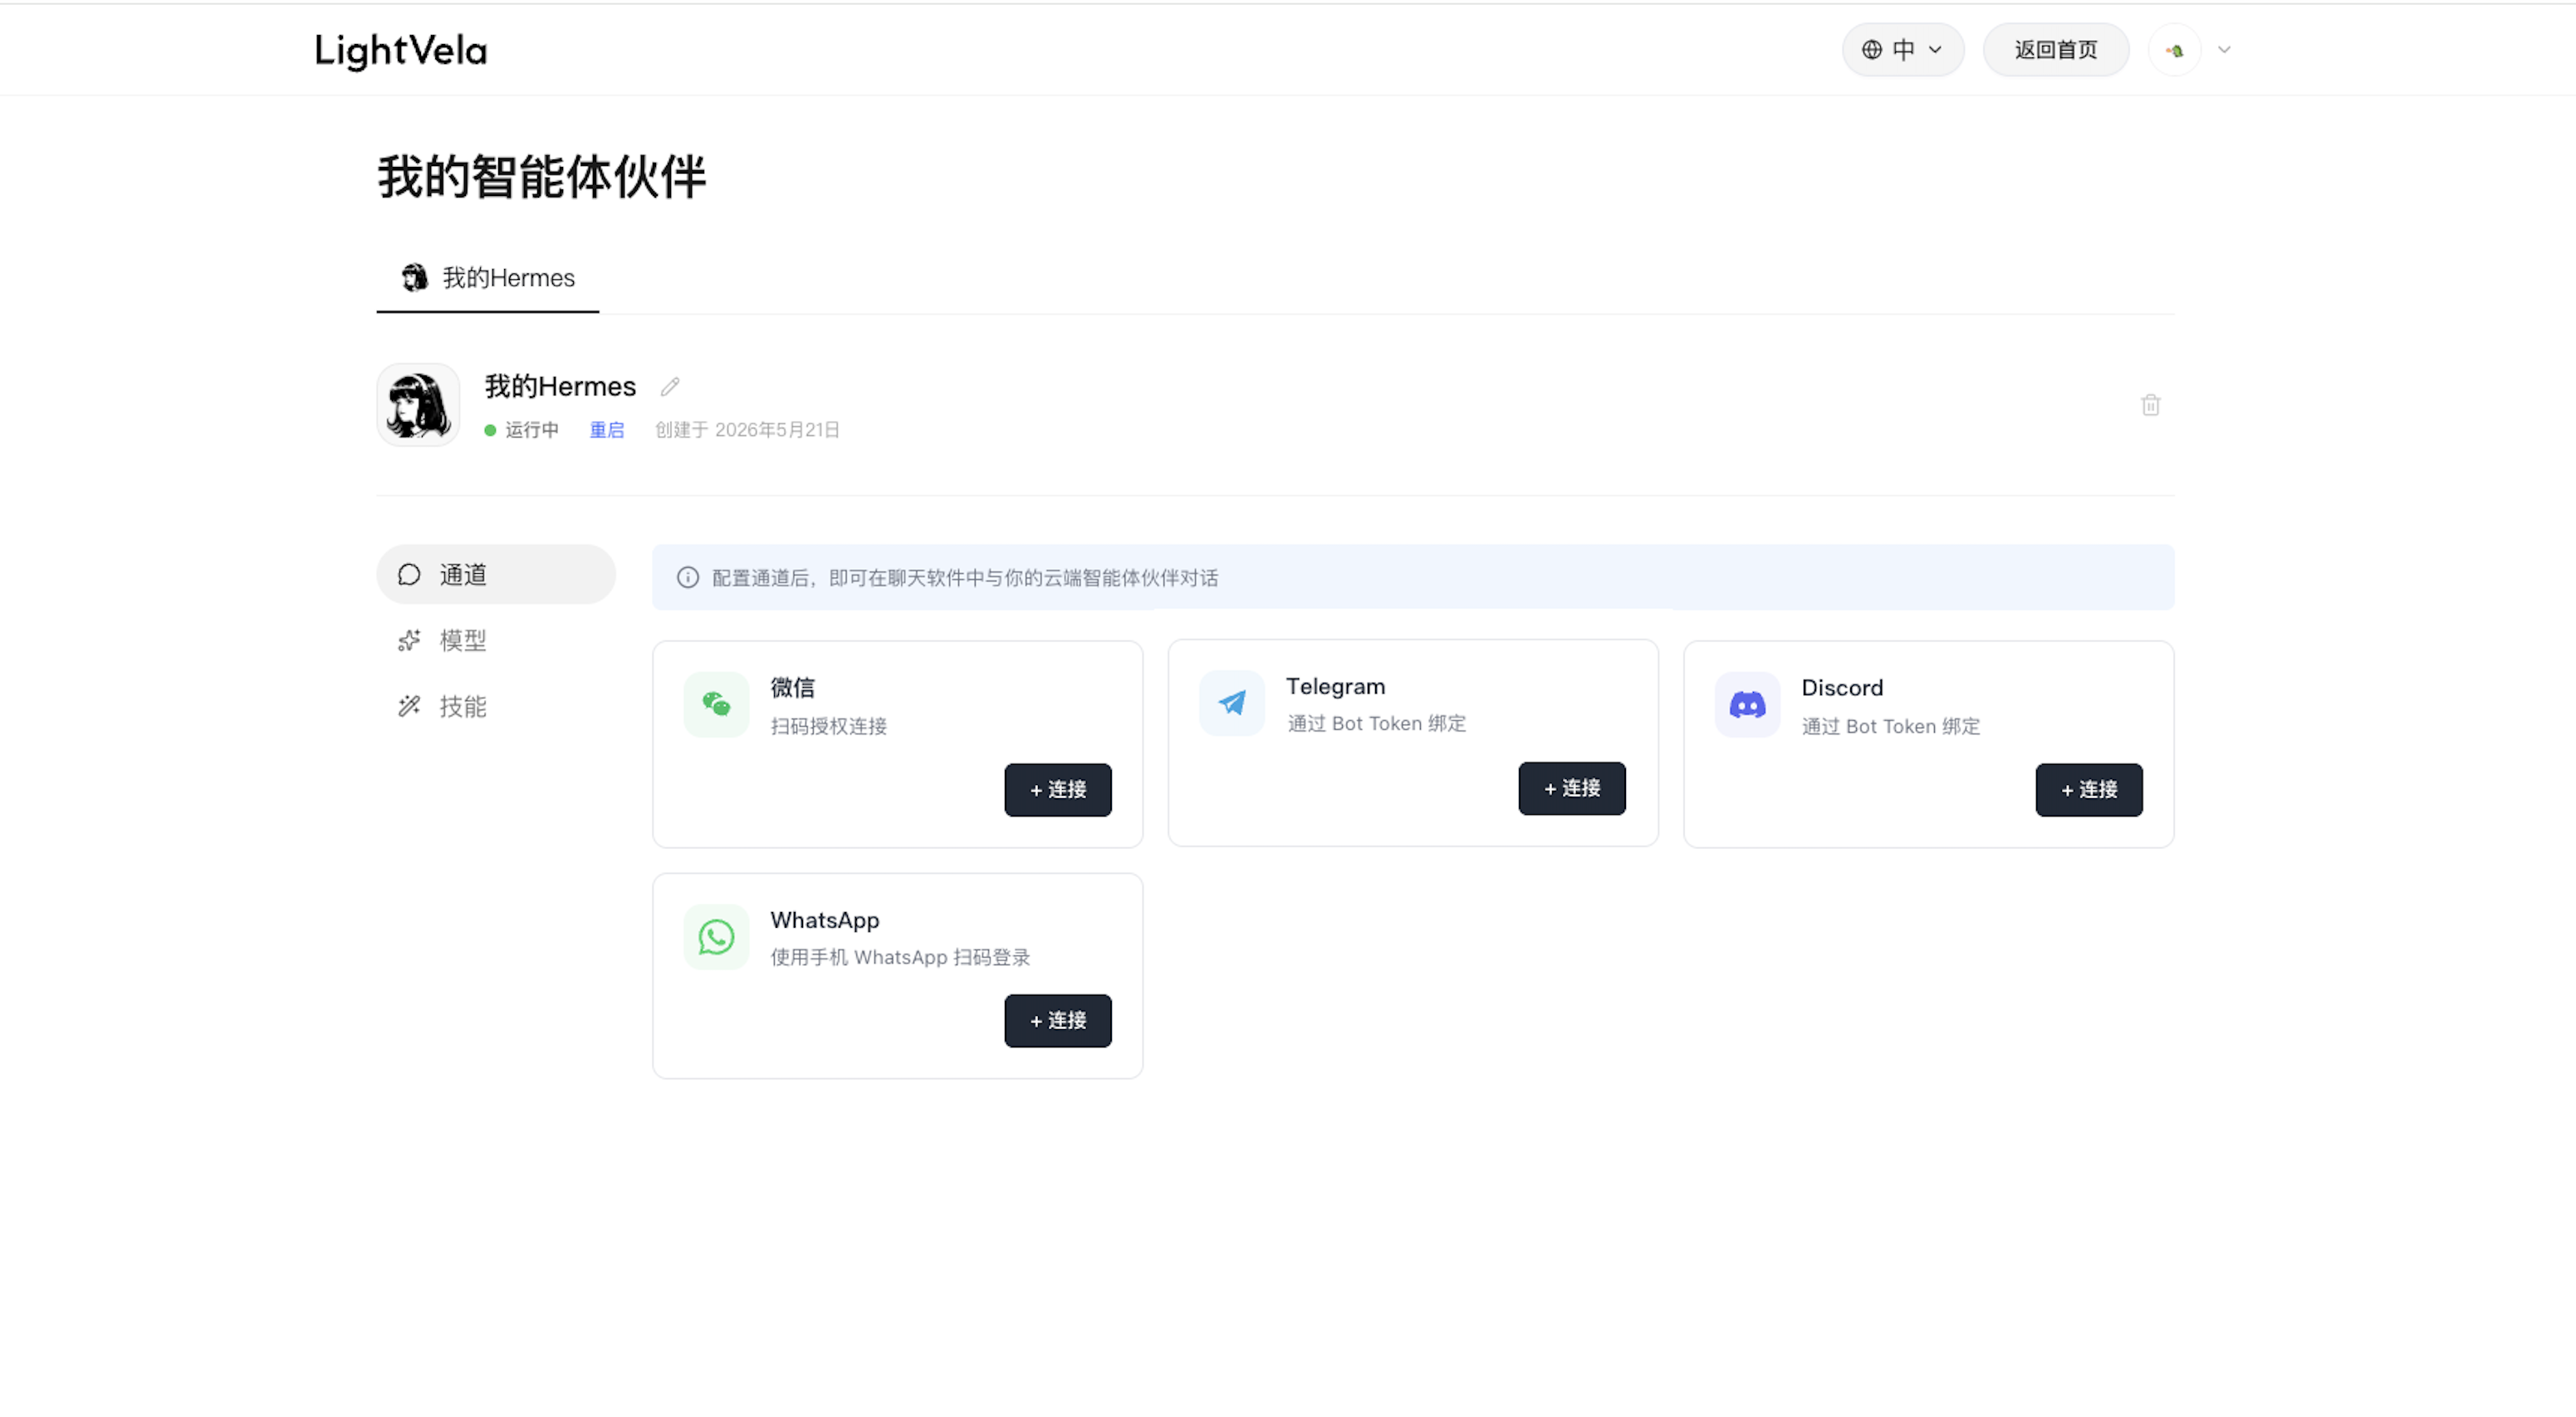 LightVela
中
返回首页
我的智能体伙伴
我的Hermes
我的Hermes
运行中 重启 创建于 2026年5月21日
通道
模型
技能
配置通道后，即可在聊天软件中与你的云端智能体伙伴对话
微信
扫码授权连接
+ 连接
Telegram
通过 Bot Token 绑定
+ 连接
Discord
通过 Bot Token 绑定
+ 连接
WhatsApp
使用手机 WhatsApp 扫码登录
+ 连接